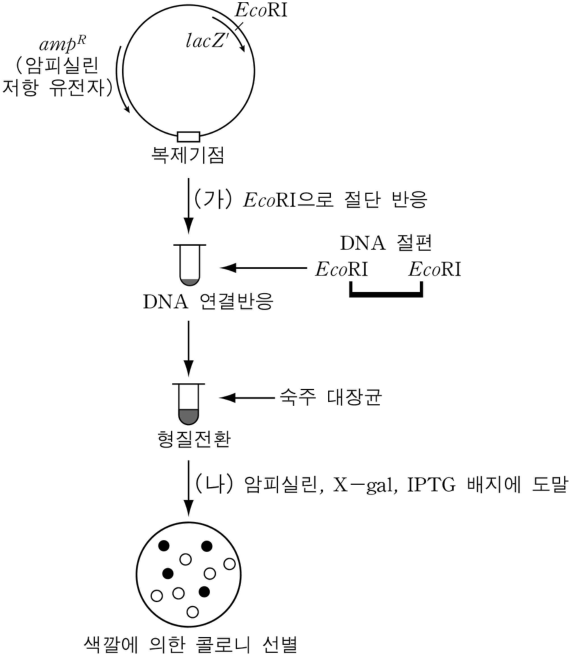 EcoRI
lacZ'
amp^R
(암피실린
저항 유전자)
복제기점
(가) EcoRI으로 절단 반응
DNA 절편
EcoRI EcoRI
DNA 연결반응
숙주 대장균
형질전환
(나) 암피실린, X-gal, IPTG 배지에 도말
색깔에 의한 콜로니 선별